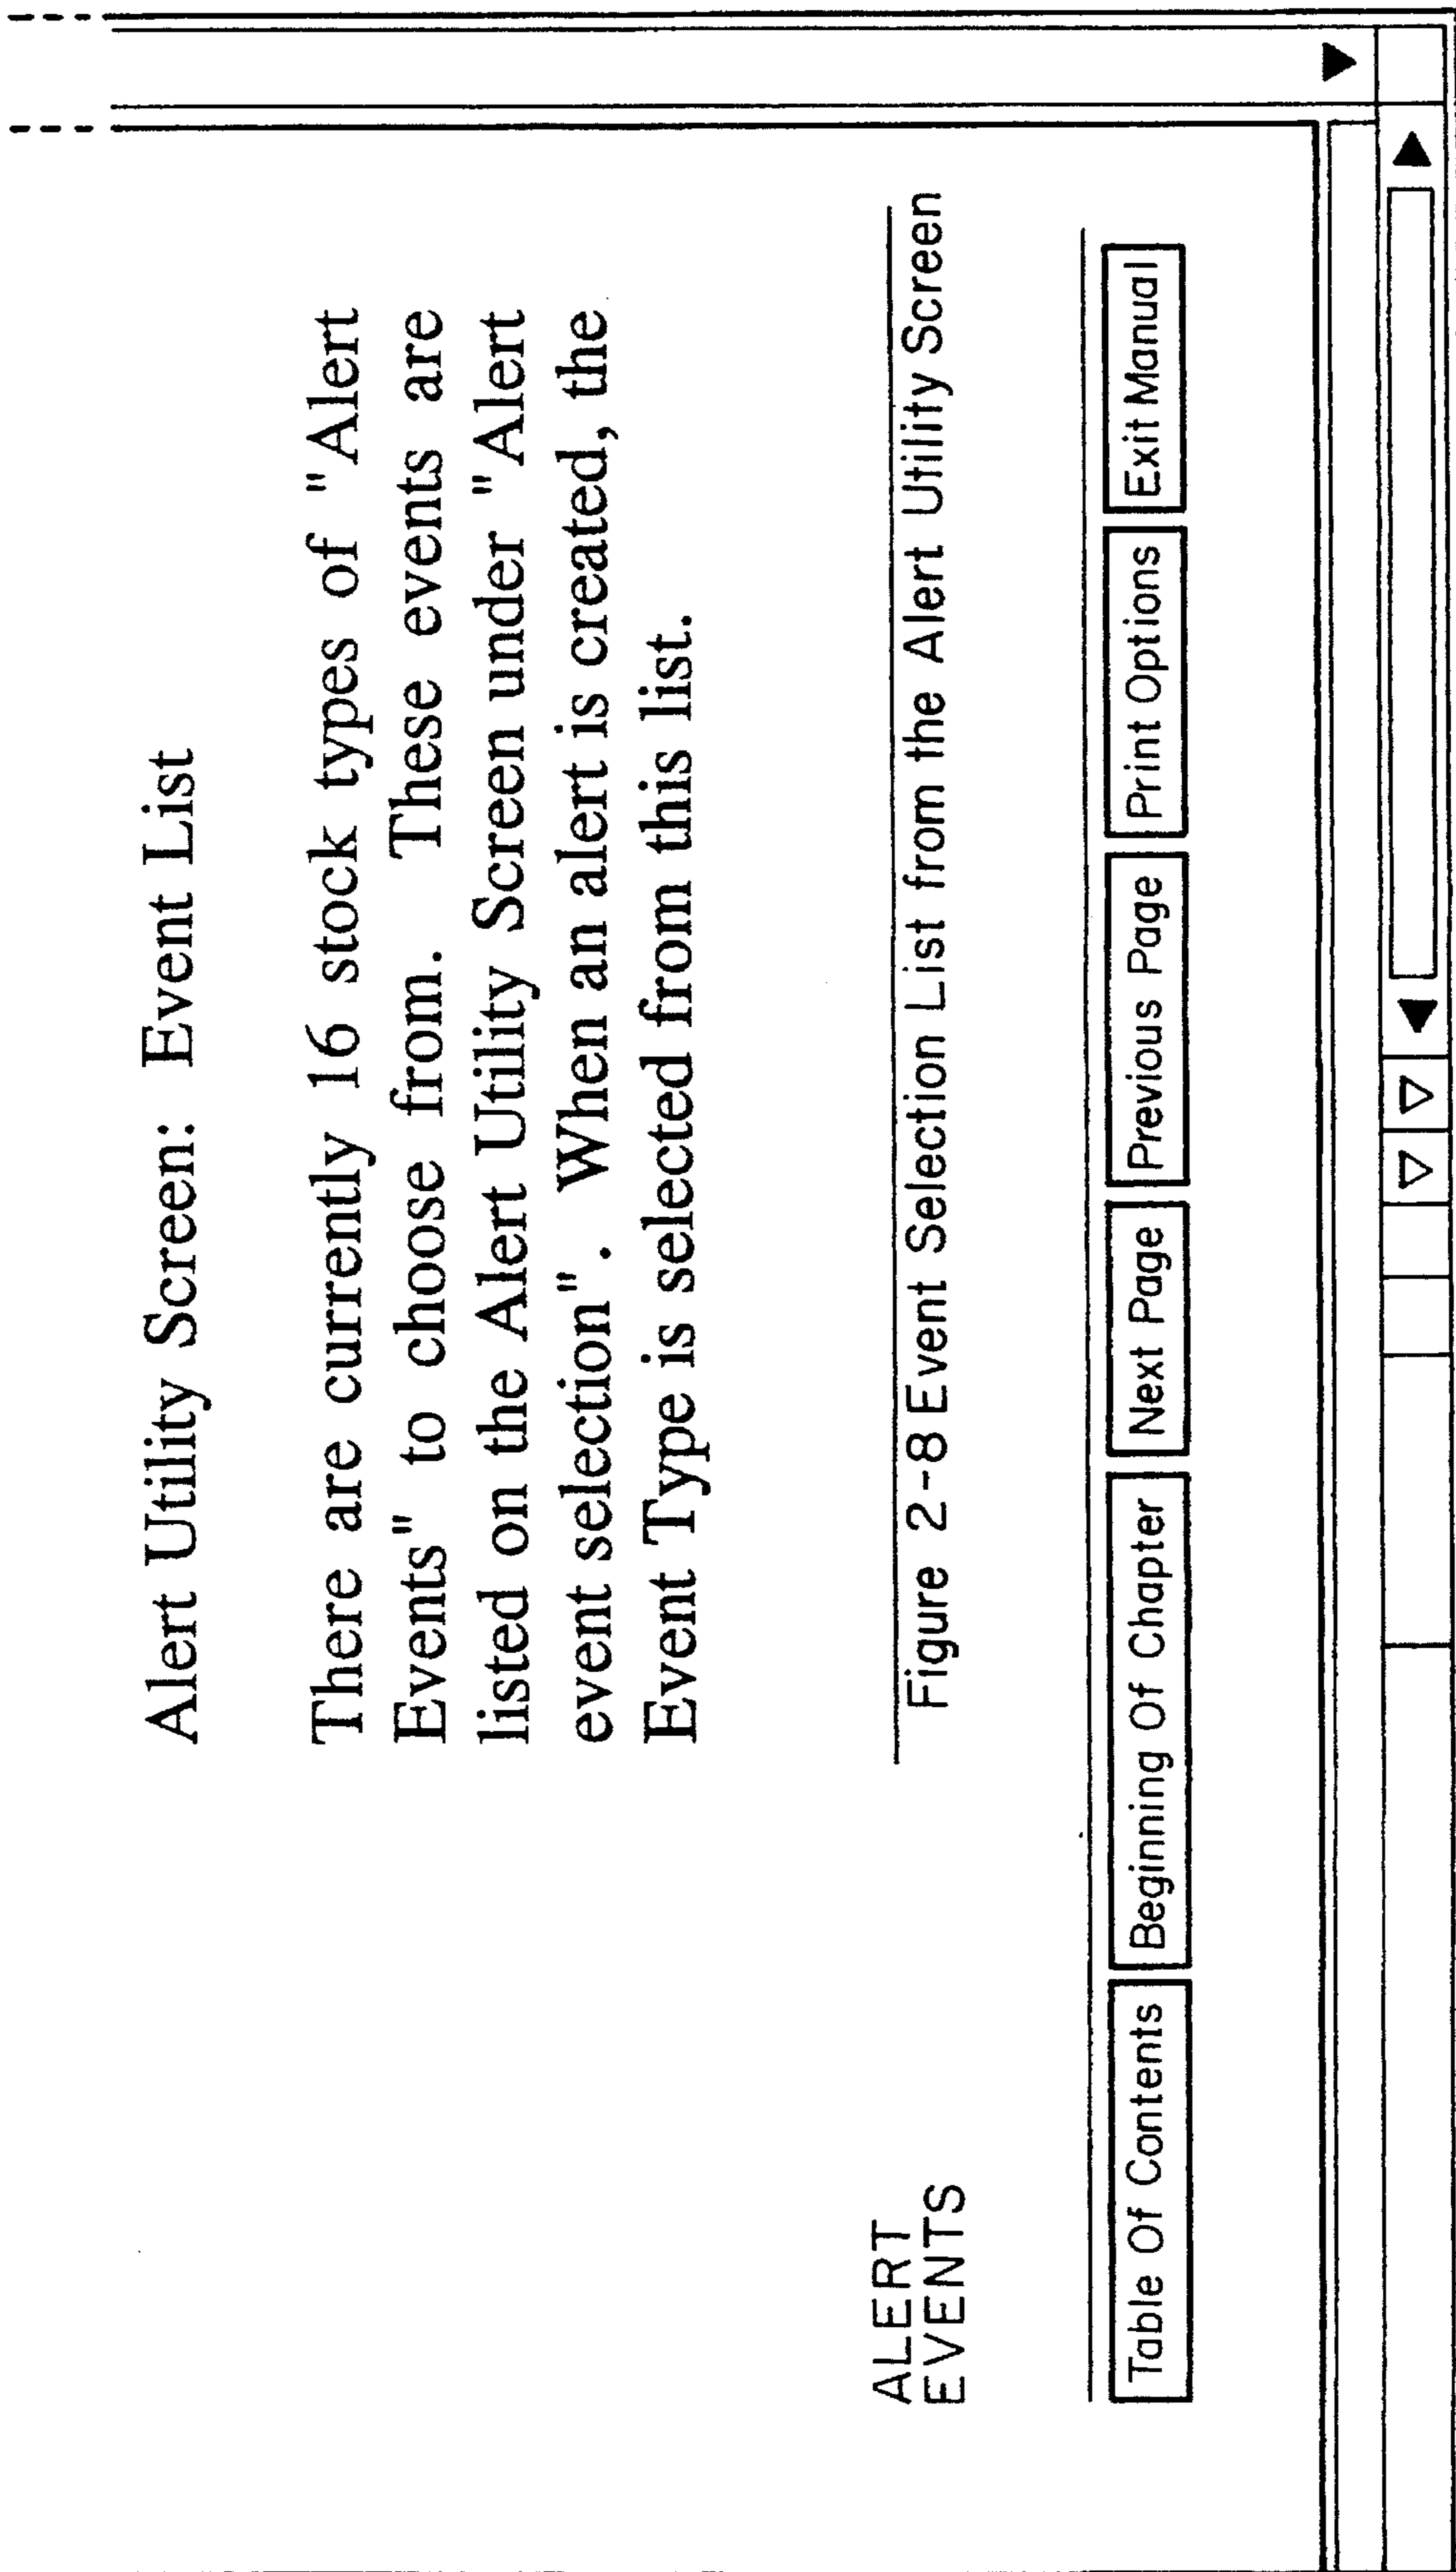 Alert Utility Screen: Event List
There are currently 16 stock types of "Alert
Events" to choose from. These events are
listed on the Alert Utility Screen under "Alert
event selection". When an alert is created, the
Event Type is selected from this list.
ALERT
EVENTS
Figure 2-8 Event Selection List from the Alert Utility Screen
Table Of Contents Beginning Of Chapter Next Page Previous Page Print Options Exit Manual